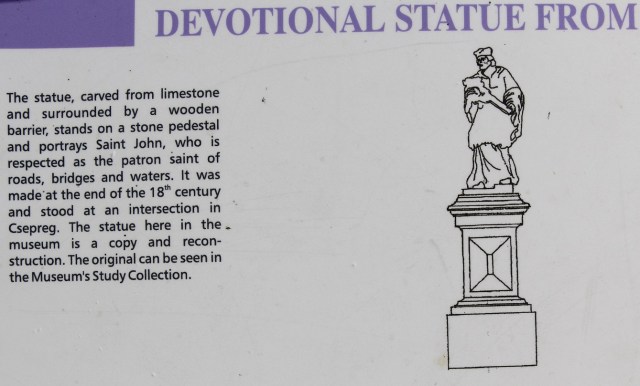 DEVOTIONAL STATUE FROM
The statue, carved from limestone
and surrounded by a wooden
barrier, stands on a stone pedestal
and portrays Saint John, who is
respected as the patron saint of
roads, bridges and waters. It was
made at the end of the 18th century
and stood at an intersection in
Csepreg. The statue here in the
museum is a copy and recon-
struction. The original can be seen in
the Museum's Study Collection.